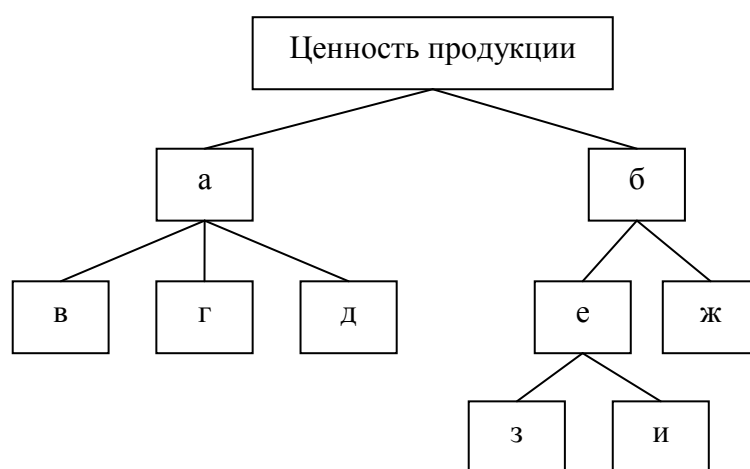 Ценность продукции
а
б
в
г
д
е
ж
з
и